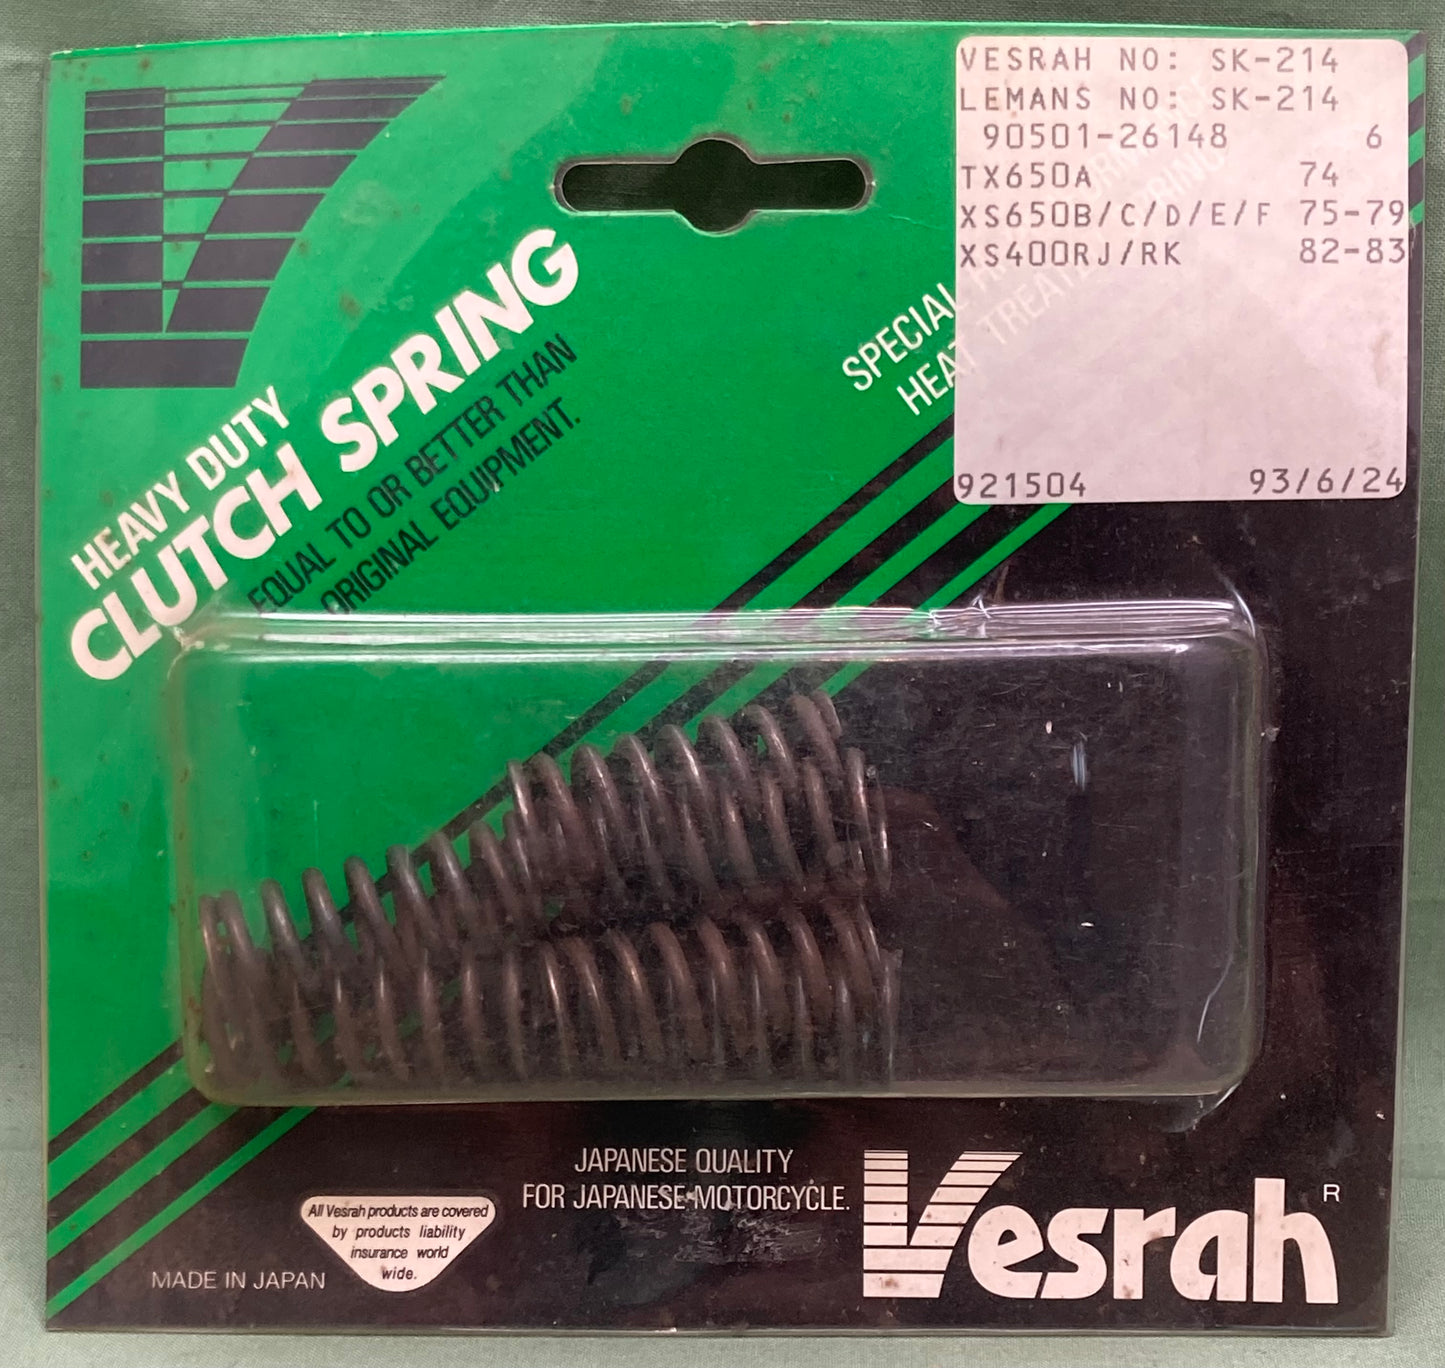 VESRAH NO: SK-214
LEMANS NO: SK-214
90501-26148 6
TX650A 74
XS650B/C/D/E/F 75-79
XS400RJ/RK 82-83
921504 93/6/24
HEAVY DUTY
CLUTCH SPRING
EQUAL TO OR BETTER THAN
ORIGINAL EQUIPMENT.
SPECIAL
HEAT TREATED
JAPANESE QUALITY
FOR JAPANESE MOTORCYCLE.
Vesrah R
All Vesrah products are covered
by products liability
insurance world
wide.
MADE IN JAPAN